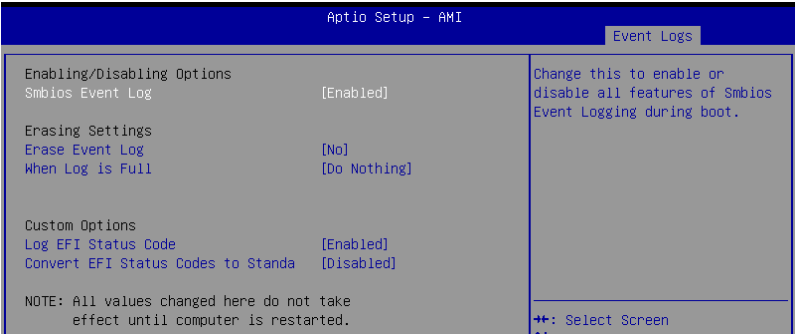 Aptio Setup – AMI
Event Logs
Enabling/Disabling Options
Smbios Event Log [Enabled]
Erasing Settings
Erase Event Log [No]
When Log is Full [Do Nothing]
Custom Options
Log EFI Status Code [Enabled]
Convert EFI Status Codes to Standa [Disabled]
NOTE: All values changed here do not take
effect until computer is restarted.
Change this to enable or
disable all features of Smbios
Event Logging during boot.
→←: Select Screen